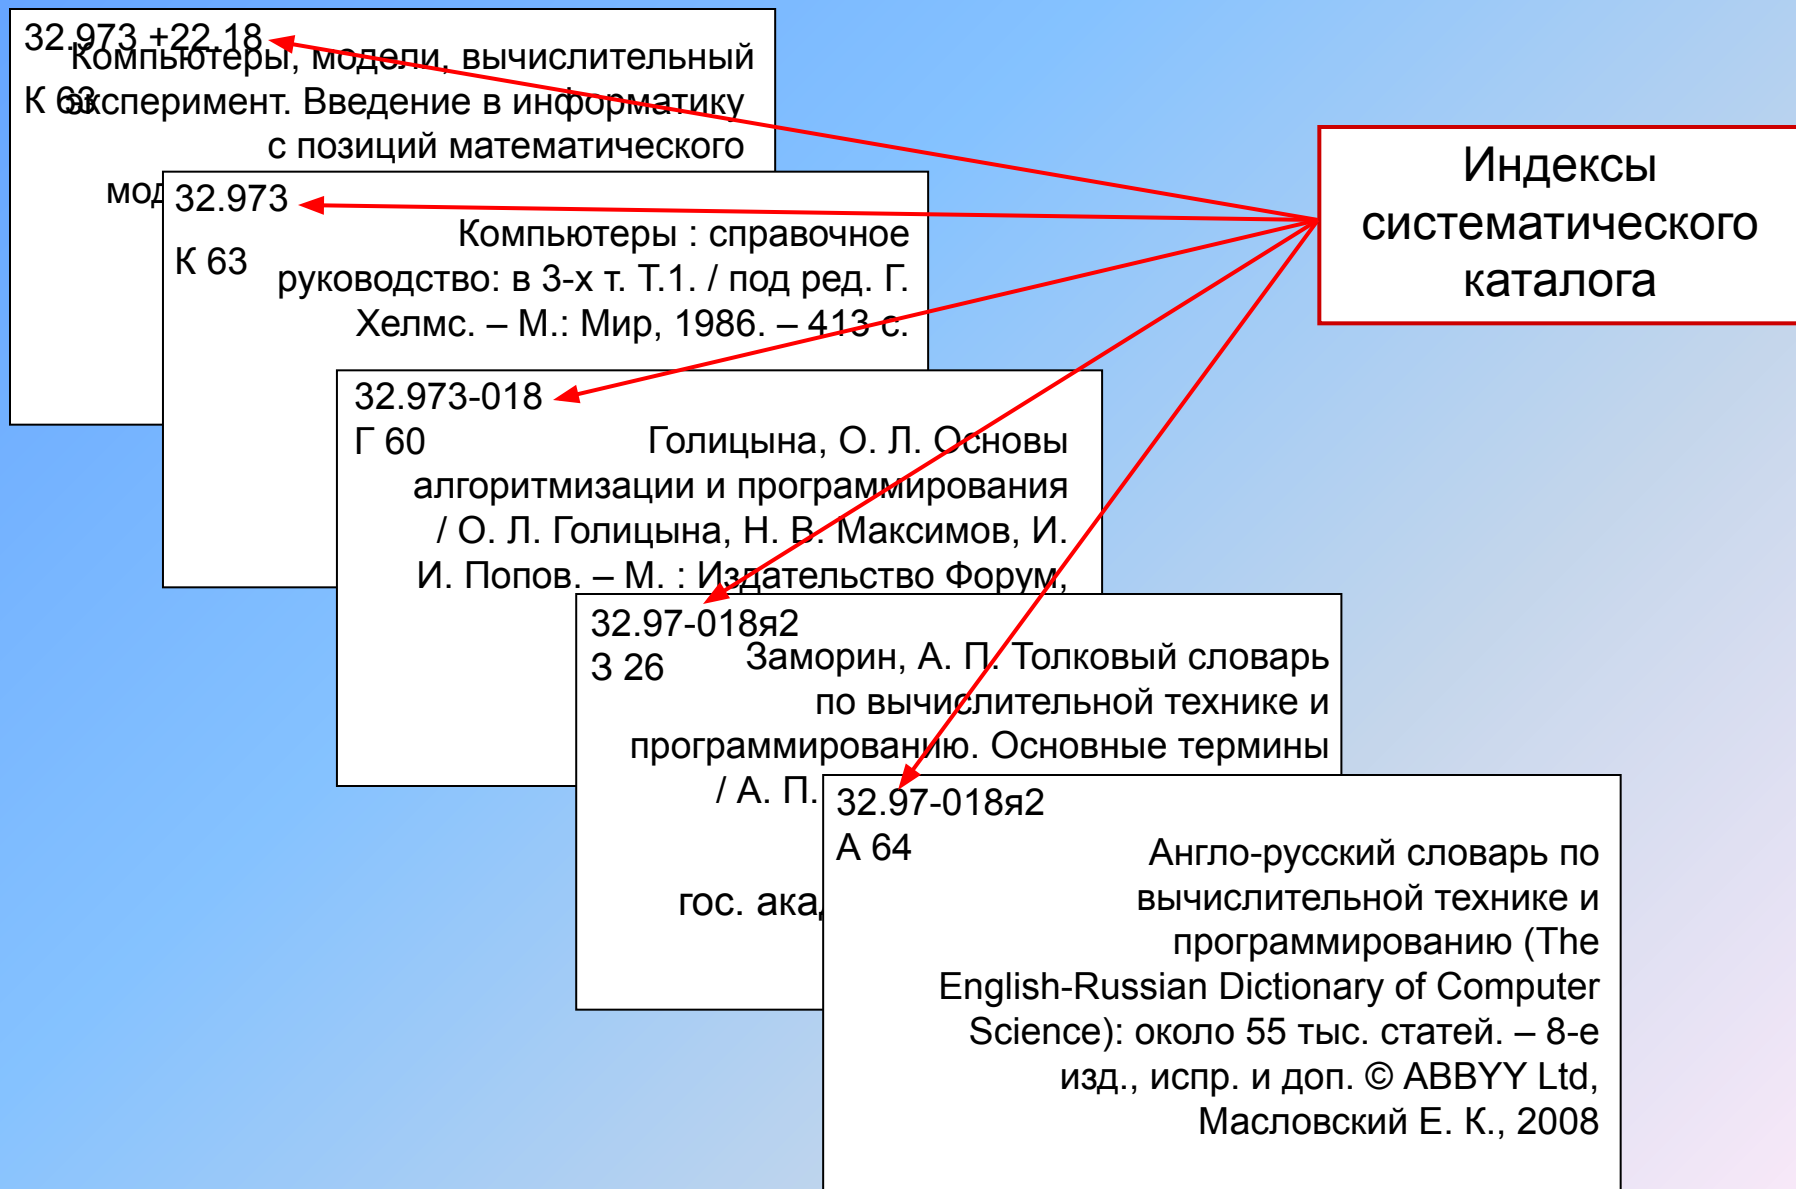 32.973 +22.18
Компьютеры, модели, вычислительный
К 63
эксперимент. Введение в информатику
с позиций математического
32.973
К 63
Компьютеры : справочное
руководство: в 3-х т. Т.1. / под ред. Г.
Хелмс. – М.: Мир, 1986. – 413 с.
32.973-018
Г 60
Голицына, О. Л. Основы
алгоритмизации и программирования
/ О. Л. Голицына, Н. В. Максимов, И.
И. Попов. – М. : Издательство Форум,
32.97-018я2
З 26
Заморин, А. П. Толковый словарь
по вычислительной технике и
программированию. Основные термины
/ А. П.
гос.
32.97-018я2
А 64
Англо-русский словарь по
вычислительной технике и
программированию (The
English-Russian Dictionary of Computer
Science): около 55 тыс. статей. – 8-е
изд., испр. и доп. © ABBYY Ltd,
Масловский Е. К., 2008
Индексы
систематического
каталога